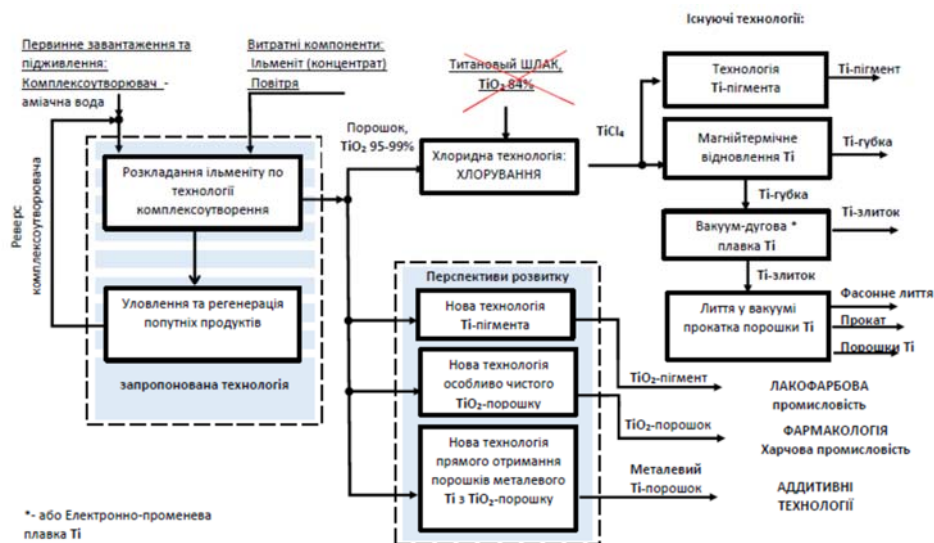 Існуючі технології:
Первинне завантаження та
підживлення:
Комплексоутворювач -
аміачна вода
Витратні компоненти:
Ільменіт (концентрат)
Повітря
Титановый ШЛАК,
TiO₂ 84%
Технологія
Ті-пігмента
Ті-пігмент
Порошок,
TiO₂ 95-99%
Хлоридна технологія:
ХЛОРУВАННЯ
TiCl₄
Магнійтермічне
відновлення Ті
Ті-губка
Розкладання ільменіту по
технології
комплексоутворення
Реверс
комплексоутворювача
Ті-губка
Вакуум-дугова *
плавка Ті
Ті-злиток
Ті-злиток
Уловлення та регенерація
попутніх продуктів
запропонована технологія
Лиття у вакуумі
прокатка порошки Ті
Фасонне лиття
Прокат
Порошки Ті
Перспективи розвитку
Нова технологія
Ті-пігмента
TiO₂-пігмент
ЛАКОФАРБОВА
промисловість
Нова технологія
особливо чистого
TiO₂-порошку
TiO₂-порошок
ФАРМАКОЛОГІЯ
Харчова промисловість
Нова технологія
прямого отримання
порошків металевого
Ті з TiO₂-порошку
Металевий
Ті-порошок
АДДИТИВНІ
ТЕХНОЛОГІЇ
*- або Електронно-променева
плавка Ті